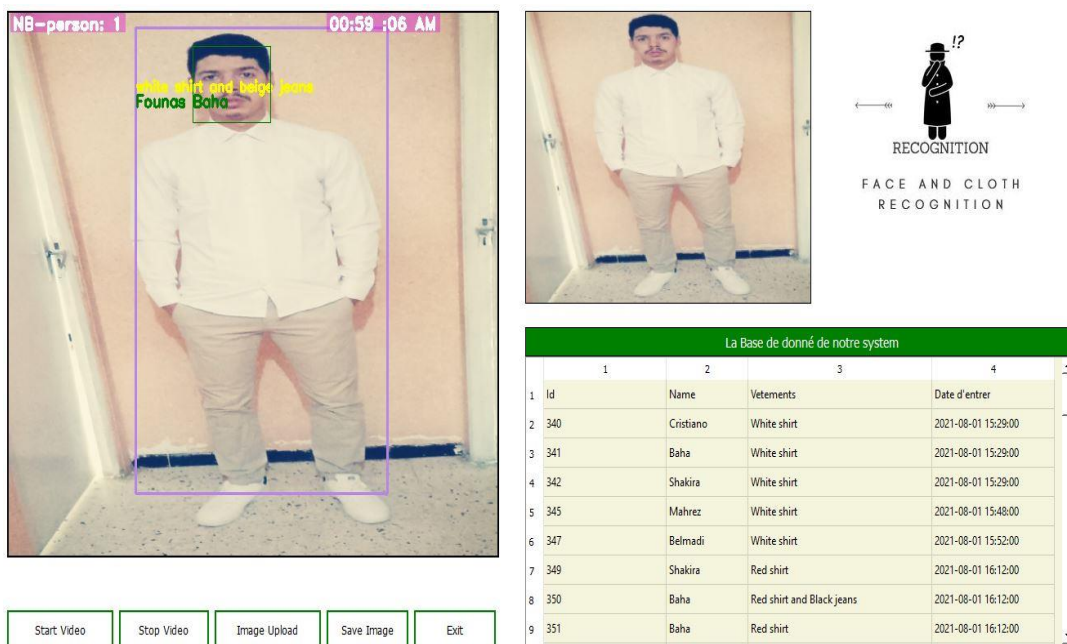 NB-person: 1
00:59 :06 AM
white shirt and beige jeans
Founas Baha
!?
RECOGNITION
FACE AND CLOTH
RECOGNITION
La Base de donné de notre system
1 2 3 4
1 Id Name Vetements Date d'entrer
2 340 Cristiano White shirt 2021-08-01 15:29:00
3 341 Baha White shirt 2021-08-01 15:29:00
4 342 Shakira White shirt 2021-08-01 15:29:00
5 345 Mahrez White shirt 2021-08-01 15:48:00
6 347 Belmadi White shirt 2021-08-01 15:52:00
7 349 Shakira Red shirt 2021-08-01 16:12:00
8 350 Baha Red shirt and Black jeans 2021-08-01 16:12:00
9 351 Baha Red shirt 2021-08-01 16:12:00
Start Video
Stop Video
Image Upload
Save Image
Exit